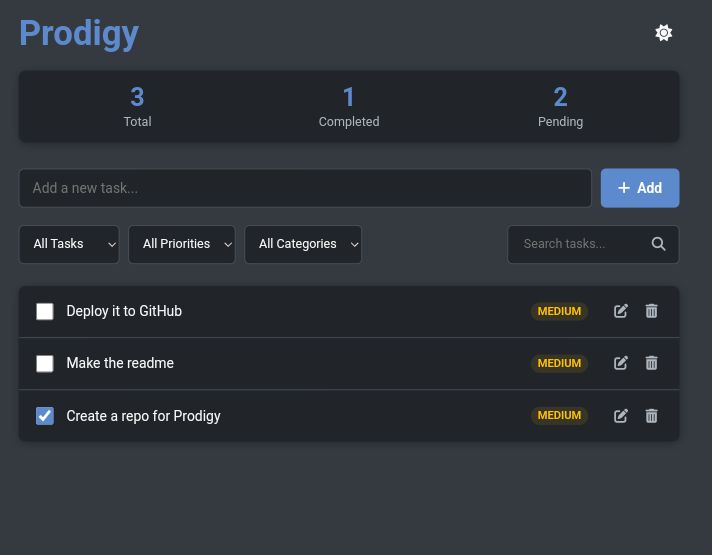 Prodigy
3 1 2
Total Completed Pending
Add a new task... + Add
All Tasks All Priorities All Categories Search tasks...
Deploy it to GitHub MEDIUM
Make the readme MEDIUM
Create a repo for Prodigy MEDIUM